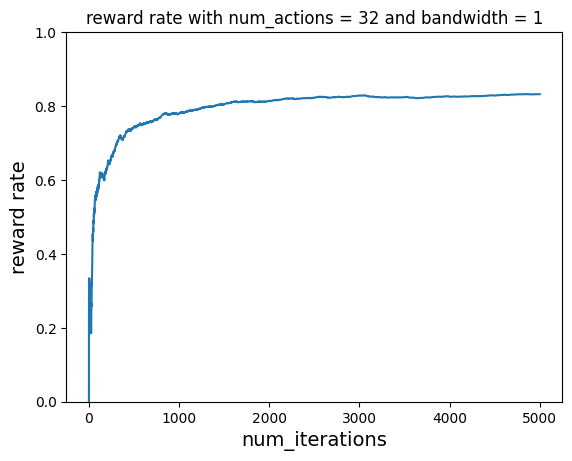 reward rate with num_actions = 32 and bandwidth = 1
1.0
0.8
0.6
0.4
0.2
0.0
reward rate
0 1000 2000 3000 4000 5000
num_iterations